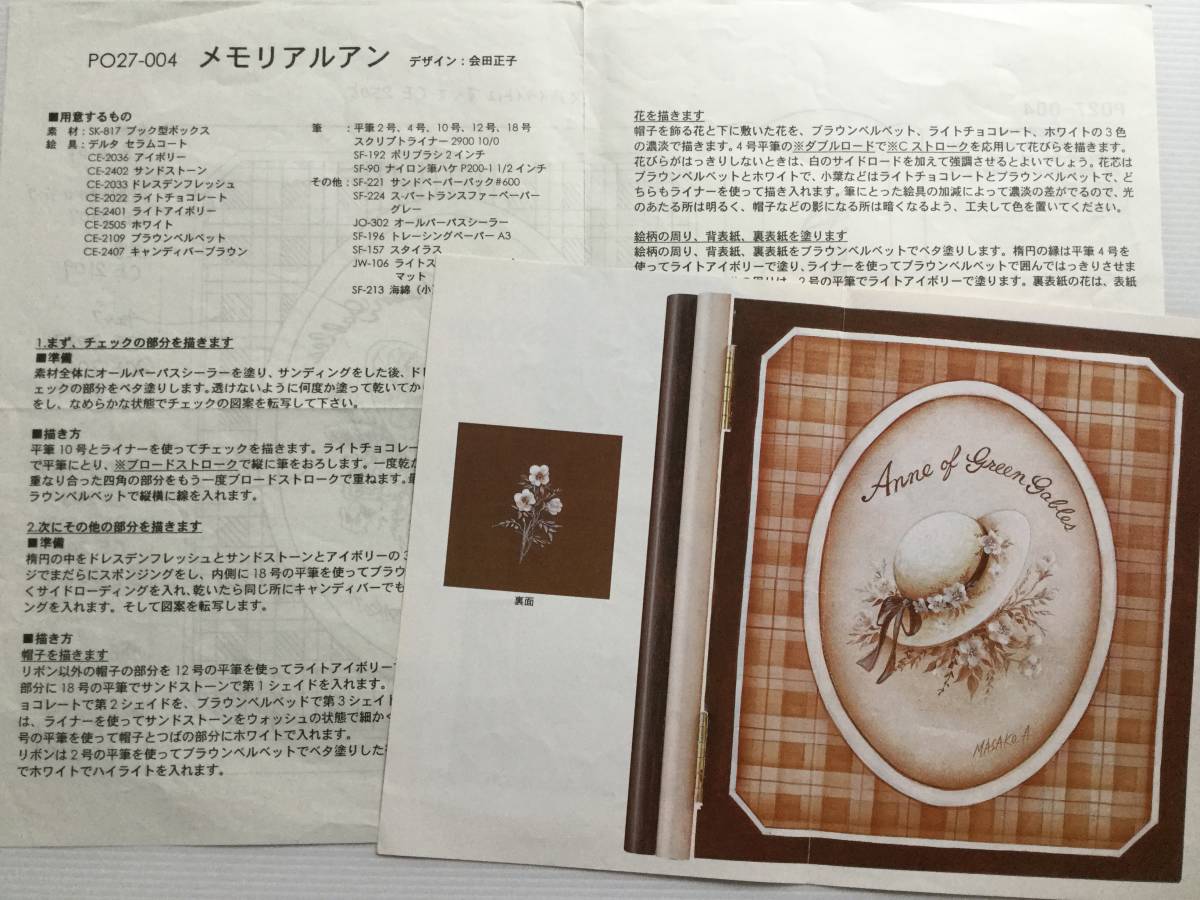 PO27-004 メモリアルアン デザイン：会田正子
■用意するもの
素 材：SK-817 ブック型ボックス
絵 具：デルタ セラムコート
CE-2036 アイボリー
CE-2402 サンドストーン
CE-2033 ドレスデンフレッシュ
CE-2022 ライトチョコレート
CE-2401 ライトアイボリー
CE-2505 ホワイト
CE-2109 ブラウンベルベット
CE-2407 キャンディバーブラウン
筆 ：平筆2号、4号、10号、12号、18号
スクリプトライナー 2900 10/0
SF-192 ポリブラシ2インチ
SF-90 ナイロン筆ハケ P200-1 1/2 インチ
その他：SF-221 サンドペーパーパック#600
SF-224 スーパートランスファーペーパー
グレー
JO-302 オールパーパスシーラー
SF-196 トレーシングペーパー A3
SF-157 スタイラス
JW-106 ライトス
マット
SF-213 海綿（小
1.まず、チェックの部分を描きます
■準備
素材全体にオールパーパスシーラーを塗り、サンディングをした後、ドレ
ェックの部分をベタ塗りします。透けないように何度か塗って乾いてか
をし、なめらかな状態でチェックの図案を転写して下さい。
■描き方
平筆10号とライナーを使ってチェックを描きます。ライトチョコレー
で平筆にとり、※ブロードストロークで縦に筆をおろします。一度乾か
重なり合った四角の部分をもう一度ブロードストロークで重ねます。最
ラウンベルベットで縦横に線を入れます。
2.次にその他の部分を描きます
■準備
楕円の中をドレスデンフレッシュとサンドストーンとアイボリーの3
ジでまだらにスポンジングをし、内側に18号の平筆を使ってブラウ
くサイドローディングを入れ、乾いたら同じ所にキャンディバーでも
ングを入れます。そして図案を転写します。
■描き方
帽子を描きます
リボン以外の帽子の部分を12号の平筆を使ってライトアイボリー
部分に18号の平筆でサンドストーンで第1シェイドを入れます。
ョコレートで第2シェイドを、ブラウンベルベッドで第3シェイ
は、ライナーを使ってサンドストーンをウォッシュの状態で細か
号の平筆を使って帽子とつばの部分にホワイトで入れます。
リボンは2号の平筆を使ってブラウンベルベットでベタ塗りした
でホワイトでハイライトを入れます。
花を描きます
帽子を飾る花と下に敷いた花を、ブラウンベルベット、ライトチョコレート、ホワイトの3色
の濃淡で描きます。4号平筆の※ダブルロードで※Cストロークを応用して花びらを描きます。
花びらがはっきりしないときは、白のサイドロードを加えて強調させるとよいでしょう。花芯は
ブラウンベルベットとホワイトで、小葉などはライトチョコレートとブラウンベルベットで、ど
ちらもライナーを使って描き入れます。筆にとった絵具の加減によって濃淡の差がでるので、光
のあたる所は明るく、帽子などの影になる所は暗くなるよう、工夫して色を置いてください。
絵柄の周り、背表紙、裏表紙を塗ります
絵柄の周り、背表紙、裏表紙をブラウンベルベットでベタ塗りします。楕円の縁は平筆4号を
使ってライトアイボリーで塗り、ライナーを使ってブラウンベルベットで囲んではっきりさせま
の周りは、2号の平筆でライトアイボリーで塗ります。裏表紙の花は、表紙
裏面
Anne of Green Gables
MASAKO.A